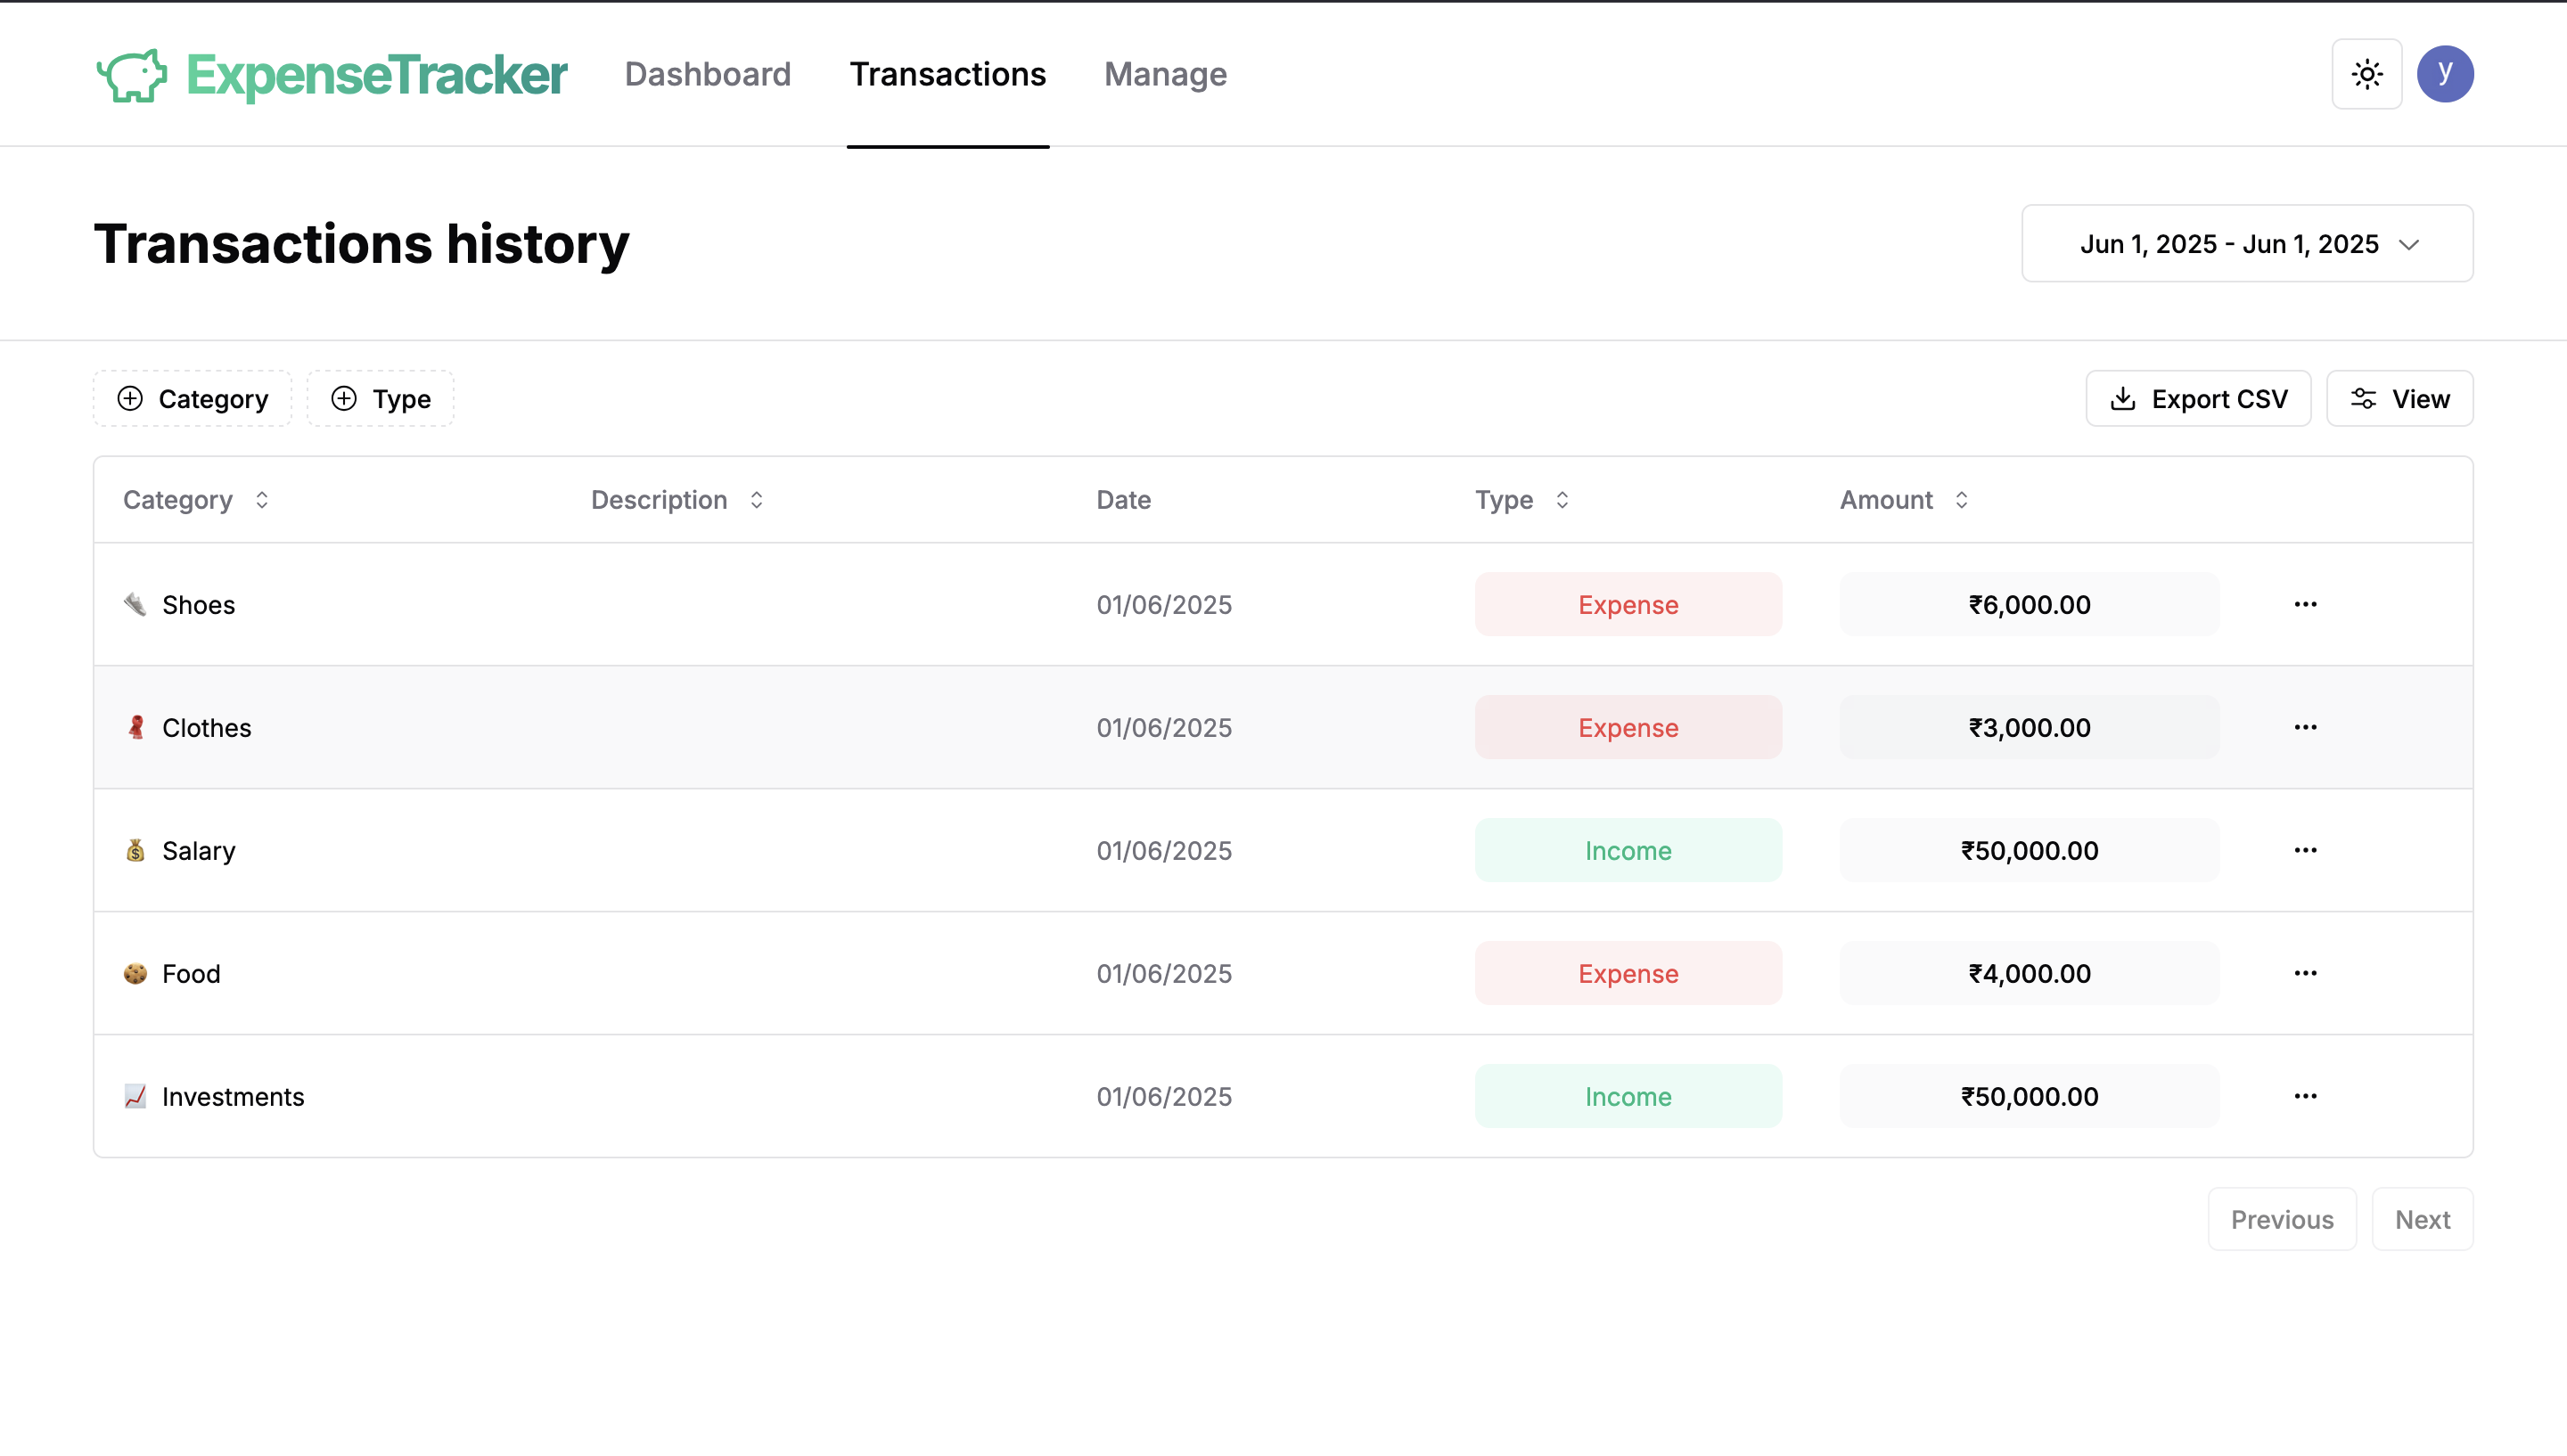 ExpenseTracker Dashboard Transactions Manage y
Transactions history Jun 1, 2025 - Jun 1, 2025
Category Type Export CSV View
Category Description Date Type Amount
Shoes 01/06/2025 Expense ₹6,000.00
Clothes 01/06/2025 Expense ₹3,000.00
Salary 01/06/2025 Income ₹50,000.00
Food 01/06/2025 Expense ₹4,000.00
Investments 01/06/2025 Income ₹50,000.00
Previous Next